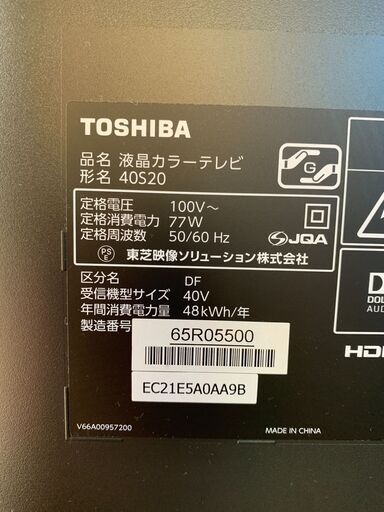 TOSHIBA
品名 液晶カラーテレビ
形名 40S20
G
定格電圧 100V～
定格消費電力 77W
定格周波数 50/60 Hz
JQA
PS
E
東芝映像ソリューション株式会社
区分名 DF
受信機型サイズ 40V
年間消費電力量 48kWh/年
製造番号
65R05500
EC21E5A0AA9B
V66A00957200
MADE IN CHINA